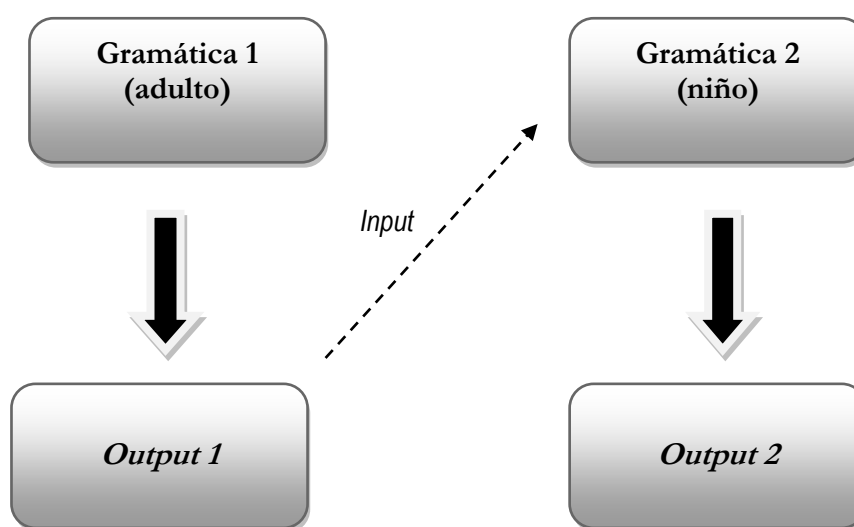 Gramática 1
(adulto)
Gramática 2
(niño)
Input
Output 1
Output 2